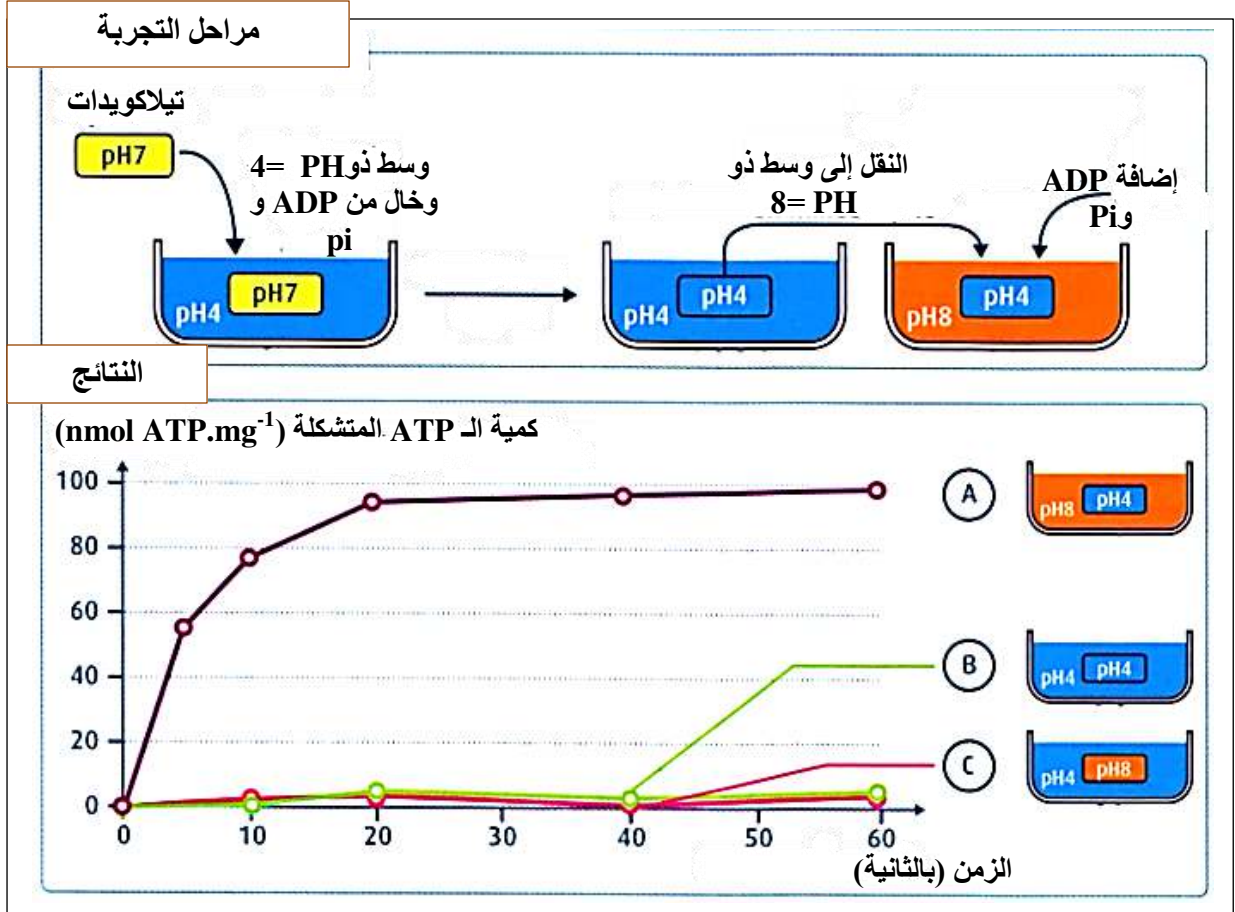 مراحل التجربة
تيلاكويدات
pH7
وسط ذوPH =4
وخال من ADP و
pi
pH4
pH7
النقل إلى وسط ذو
PH =8
pH4
pH4
إضافة ADP
وPi
pH8
pH4
النتائج
كمية الـ ATP المتشكلة (nmol ATP.mg-1)
100
80
60
40
20
0
0
10
20
30
40
50
60
الزمن (بالثانية)
A
pH8
pH4
B
pH4
pH4
C
pH4
pH8